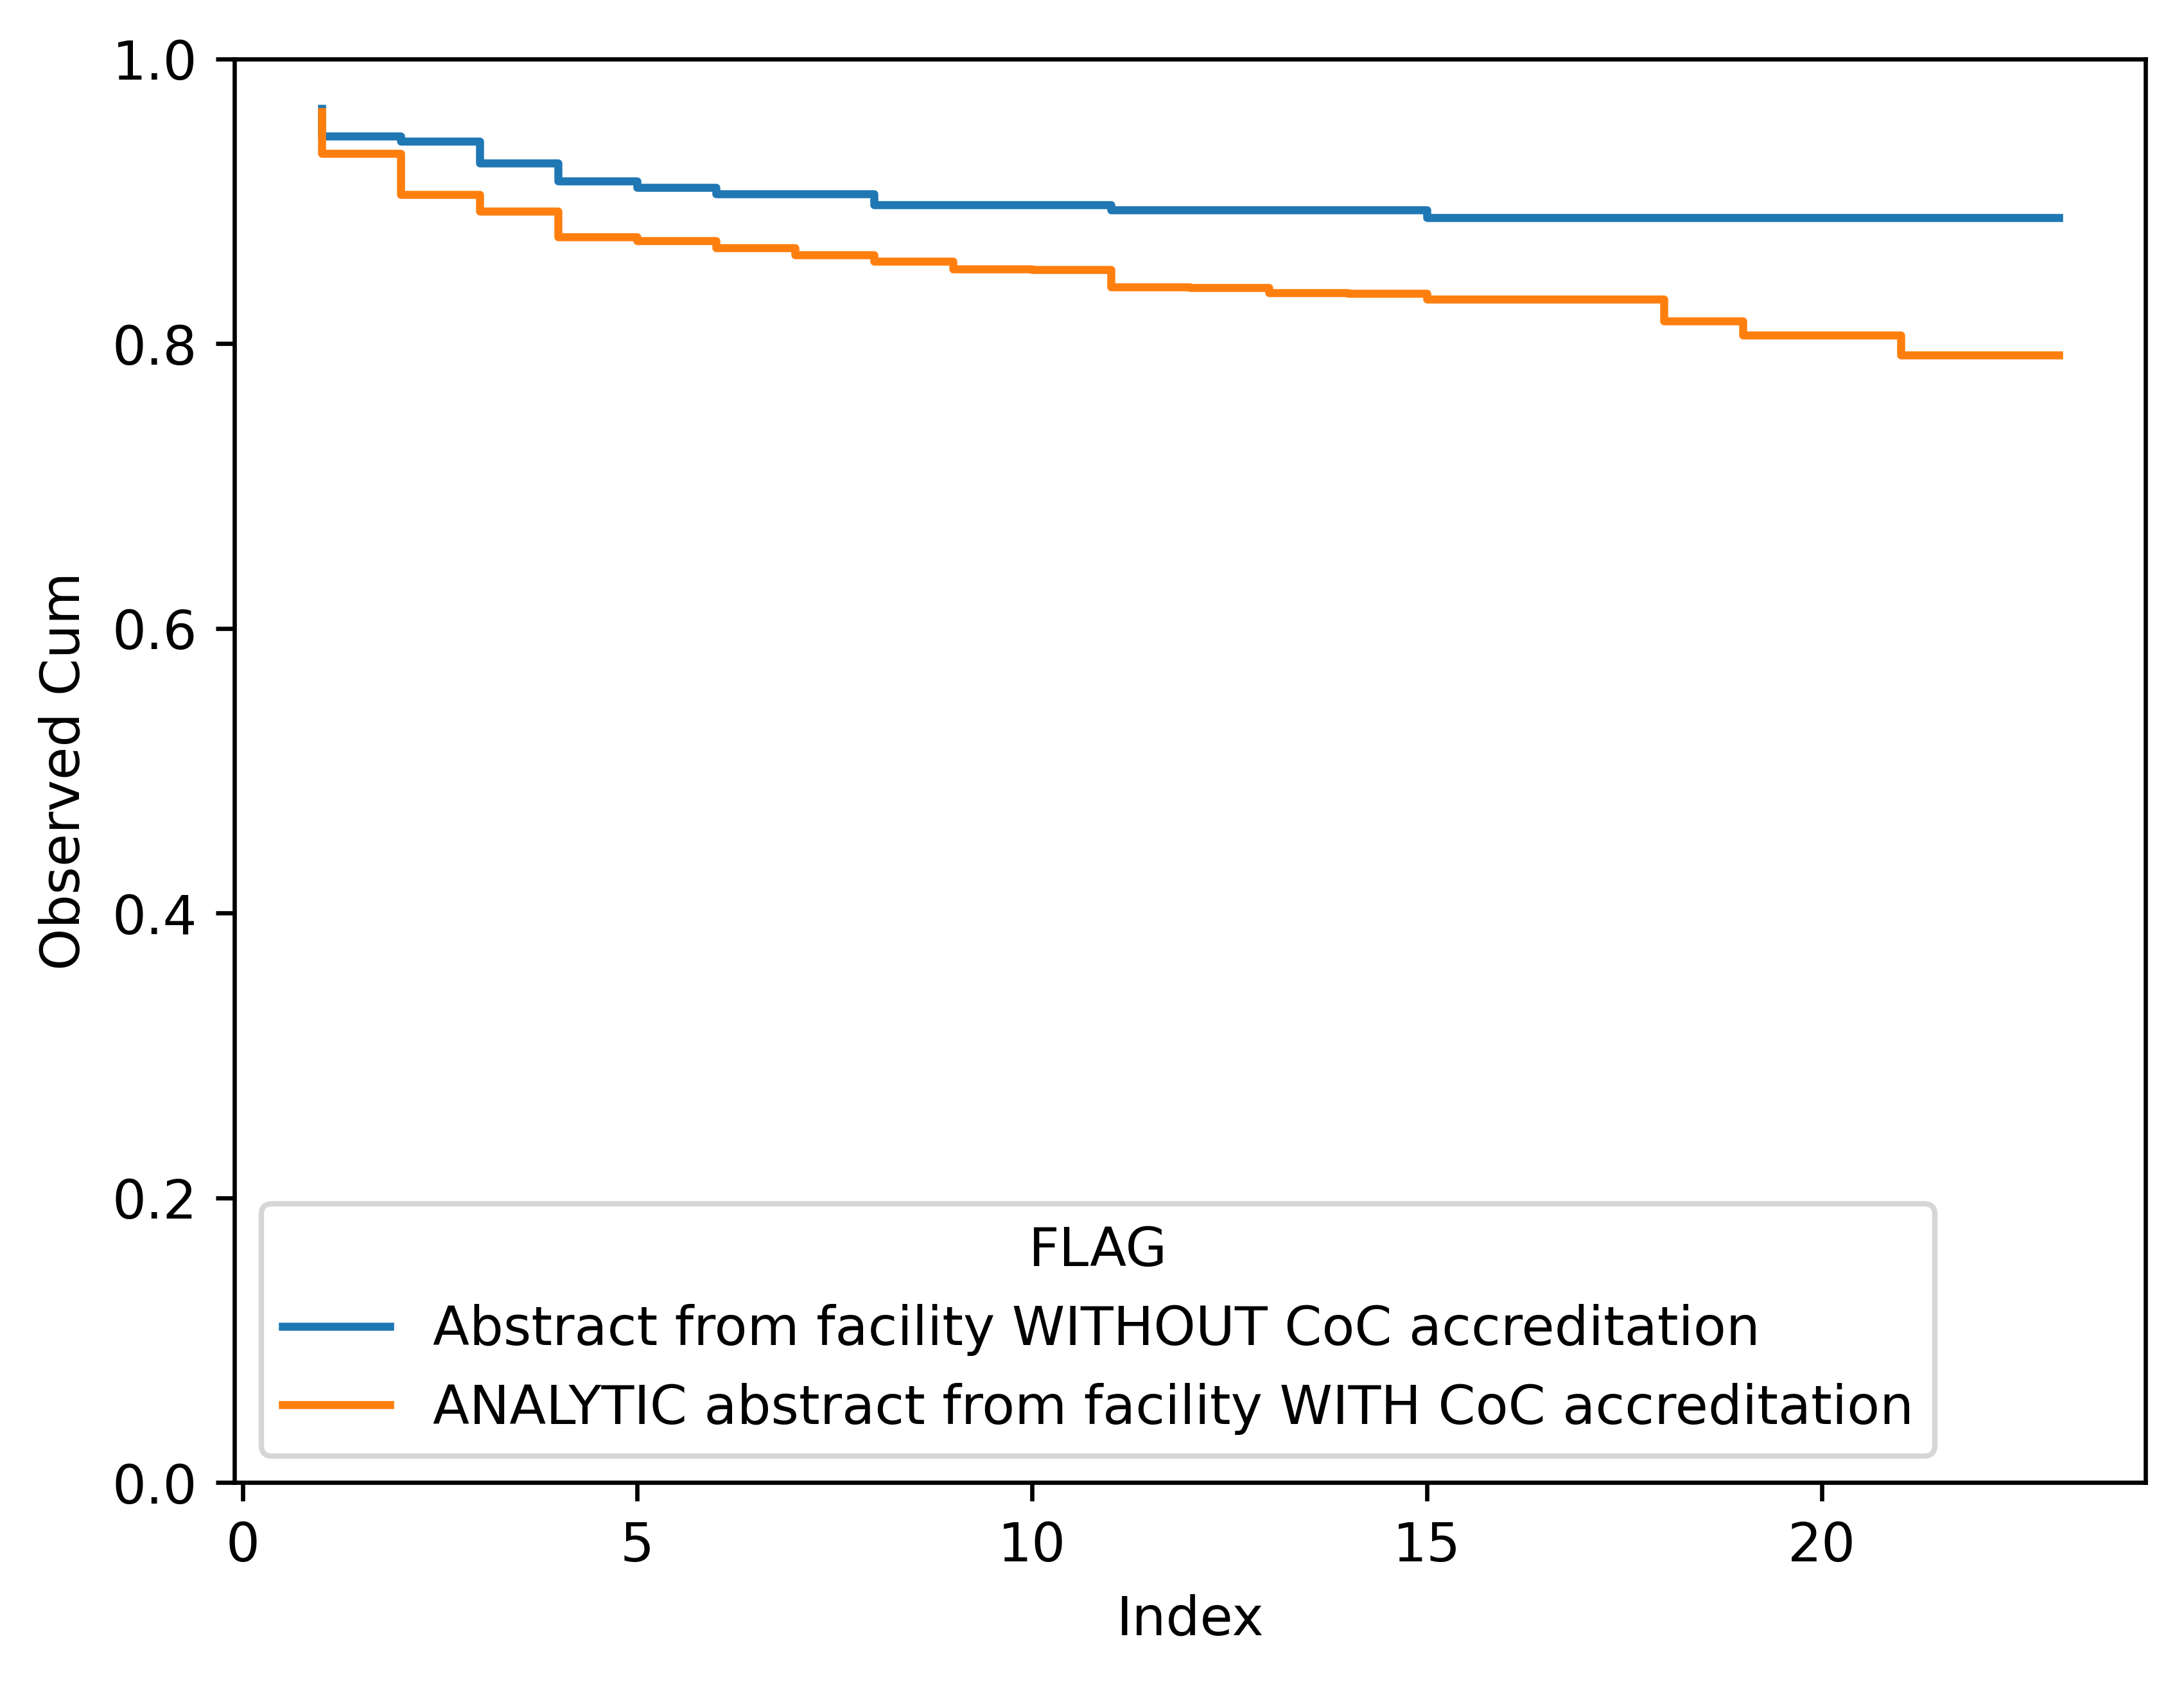 1.0
0.8
0.6
0.4
0.2
0.0
Observed Cum
FLAG
Abstract from facility WITHOUT CoC accreditation
ANALYTIC abstract from facility WITH CoC accreditation
0 5 10 15 20
Index